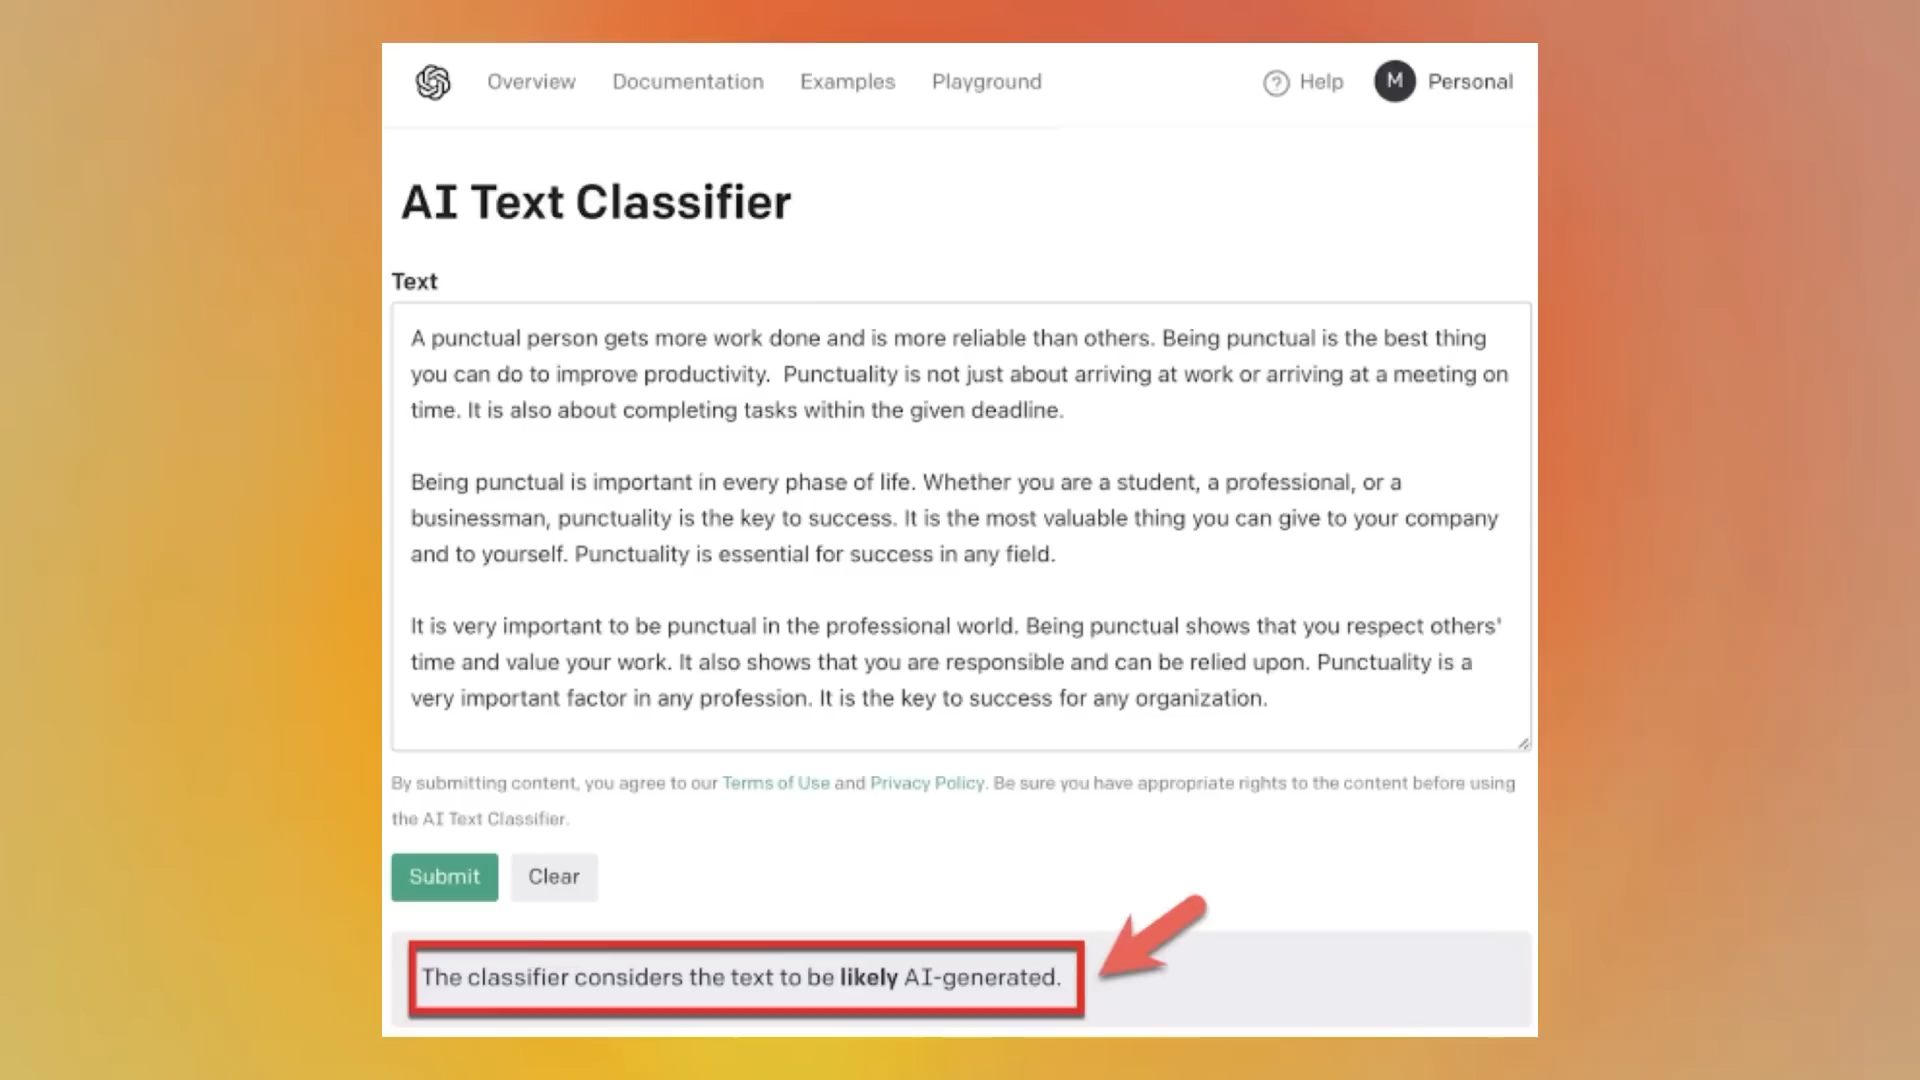 Overview Documentation Examples Playground Help M Personal
AI Text Classifier
Text
A punctual person gets more work done and is more reliable than others. Being punctual is the best thing
you can do to improve productivity.  Punctuality is not just about arriving at work or arriving at a meeting on
time. It is also about completing tasks within the given deadline.
Being punctual is important in every phase of life. Whether you are a student, a professional, or a
businessman, punctuality is the key to success. It is the most valuable thing you can give to your company
and to yourself. Punctuality is essential for success in any field.
It is very important to be punctual in the professional world. Being punctual shows that you respect others'
time and value your work. It also shows that you are responsible and can be relied upon. Punctuality is a
very important factor in any profession. It is the key to success for any organization.
By submitting content, you agree to our Terms of Use and Privacy Policy. Be sure you have appropriate rights to the content before using
the AI Text Classifier.
Submit Clear
The classifier considers the text to be likely AI-generated.